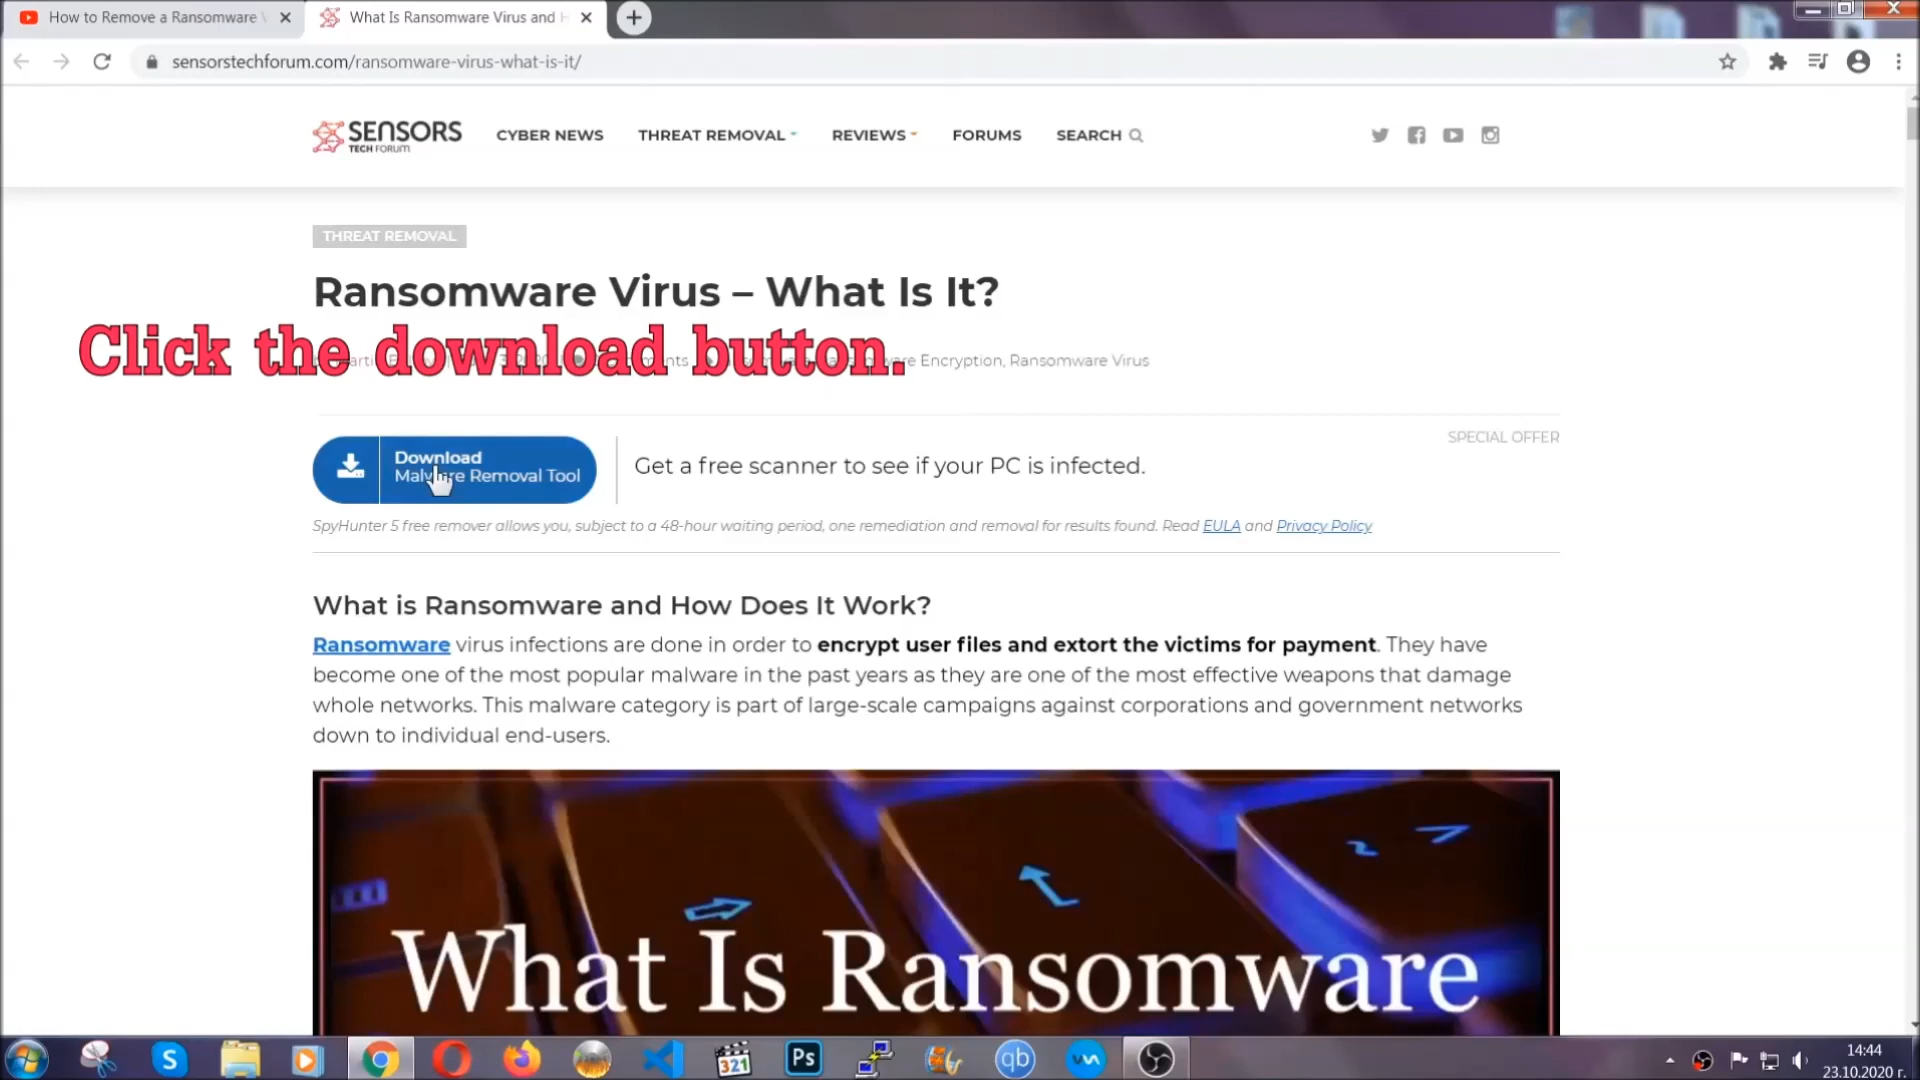 How to Remove a Ransomware
What Is Ransomware Virus and
sensorstechforum.com/ransomware-virus-what-is-it/
SENSORS
TECH FORUM
CYBER NEWS
THREAT REMOVAL
REVIEWS
FORUMS
SEARCH
THREAT REMOVAL
Ransomware Virus – What Is It?
Click the download button.
Encryption, Ransomware Virus
SPECIAL OFFER
Download
Malware Removal Tool
Get a free scanner to see if your PC is infected.
SpyHunter 5 free remover allows you, subject to a 48-hour waiting period, one remediation and removal for results found. Read EULA and Privacy Policy
What is Ransomware and How Does It Work?
Ransomware virus infections are done in order to encrypt user files and extort the victims for payment. They have
become one of the most popular malware in the past years as they are one of the most effective weapons that damage
whole networks. This malware category is part of large-scale campaigns against corporations and government networks
down to individual end-users.
What Is Ransomware
S
321
Ps
qb
14:44
23.10.2020 г.